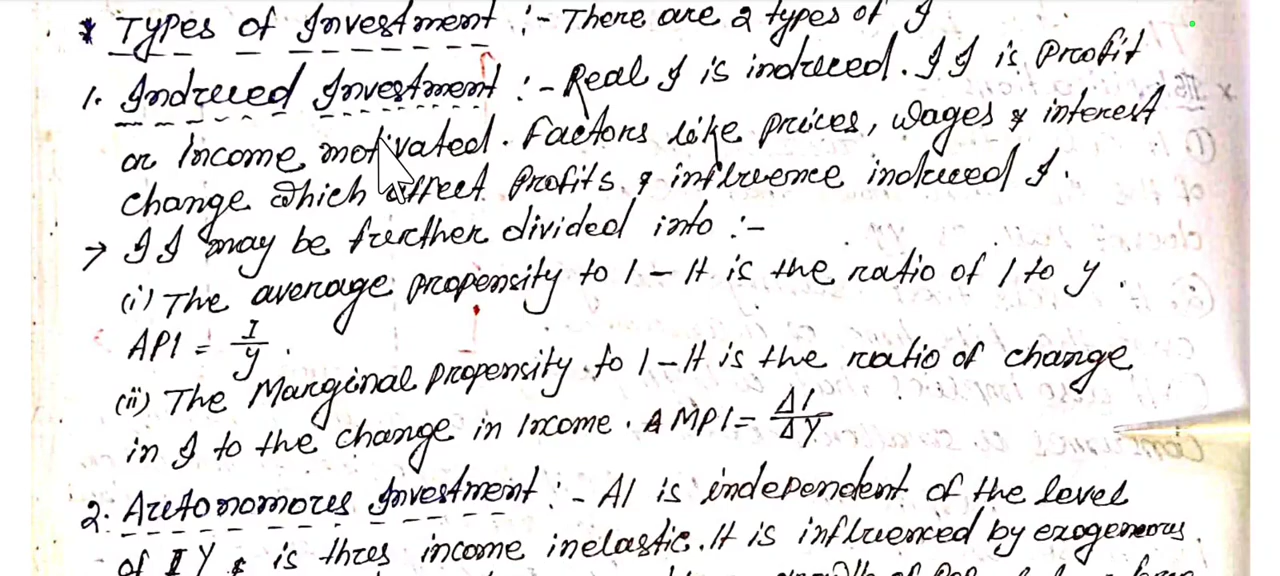 * Types of Investment :- There are 2 types of I
1. Induced Investment :- Real I is induced. I I is Profit
or Income motivated. Factors like prices, wages & interest
change which affect Profits & influence induced I.
→ I I may be further divided into :-
(i) The average propensity to I - It is the ratio of I to y.
API = I/y.
(ii) The Marginal propensity to I - It is the ratio of change
in I to the change in Income. MPI = ΔI/ΔY
2. Autonomous Investment :- AI is independent of the level
of Y & is thus income inelastic. It is influenced by exogeneous
growth of